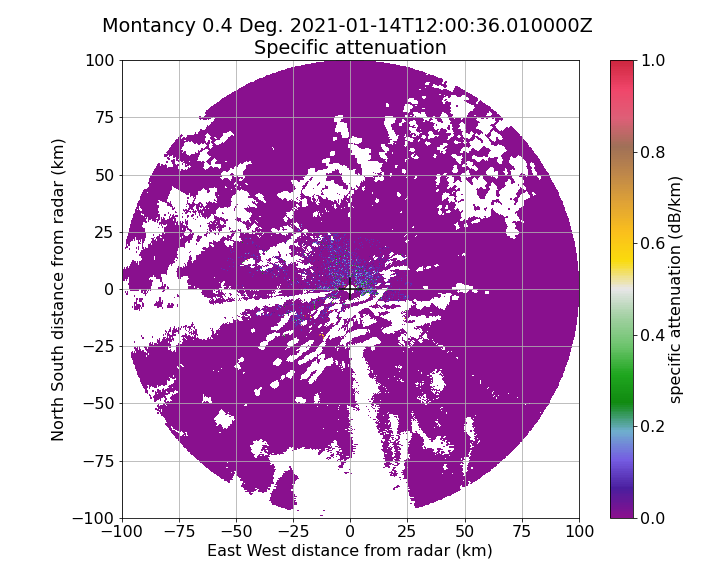 Montancy 0.4 Deg. 2021-01-14T12:00:36.010000Z
Specific attenuation
100
75
50
25
0
−25
−50
−75
−100
North South distance from radar (km)
−100 −75 −50 −25 0 25 50 75 100
East West distance from radar (km)
1.0
0.8
0.6
0.4
0.2
0.0
specific attenuation (dB/km)